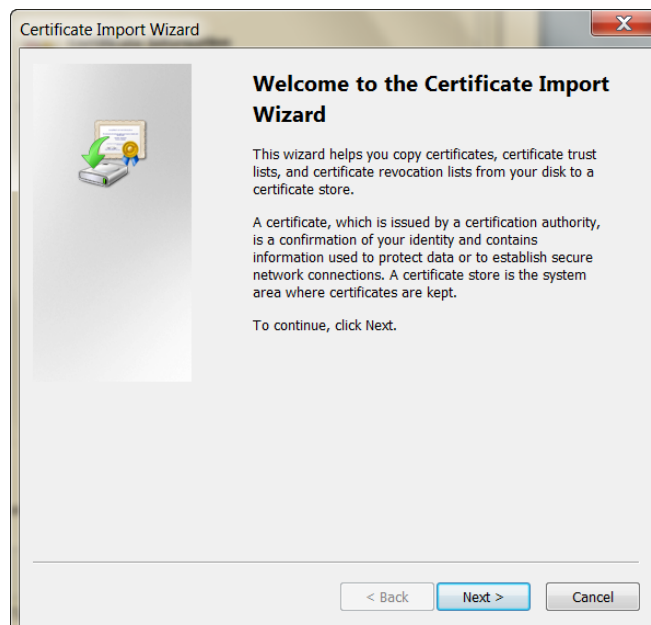 Certificate Import Wizard
Welcome to the Certificate Import
Wizard
This wizard helps you copy certificates, certificate trust
lists, and certificate revocation lists from your disk to a
certificate store.
A certificate, which is issued by a certification authority,
is a confirmation of your identity and contains
information used to protect data or to establish secure
network connections. A certificate store is the system
area where certificates are kept.
To continue, click Next.
< Back Next > Cancel